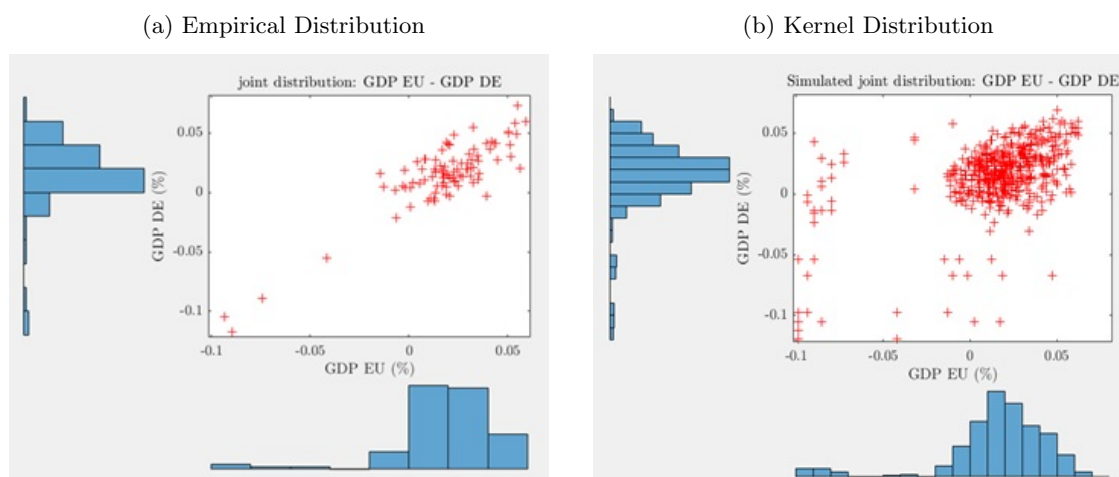 (a) Empirical Distribution
(b) Kernel Distribution
joint distribution: GDP EU - GDP DE
0.05
0
-0.05
-0.1
GDP DE (%)
-0.1
-0.05
0
0.05
GDP EU (%)
Simulated joint distribution: GDP EU - GDP DE
0.05
0
-0.05
-0.1
GDP DE (%)
-0.1
-0.05
0
0.05
GDP EU (%)